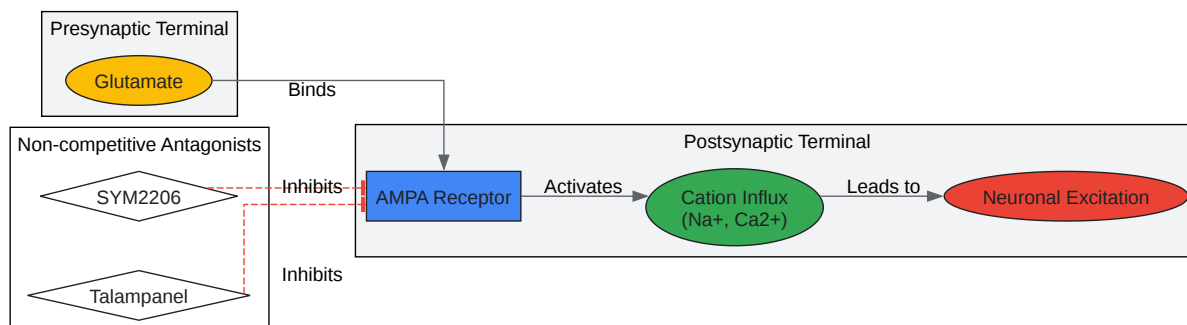 Presynaptic Terminal
Glutamate
Binds
Non-competitive Antagonists
SYM2206
Inhibits
Talampanel
Inhibits
Postsynaptic Terminal
AMPA Receptor
Activates
Cation Influx
(Na+, Ca2+)
Leads to
Neuronal Excitation